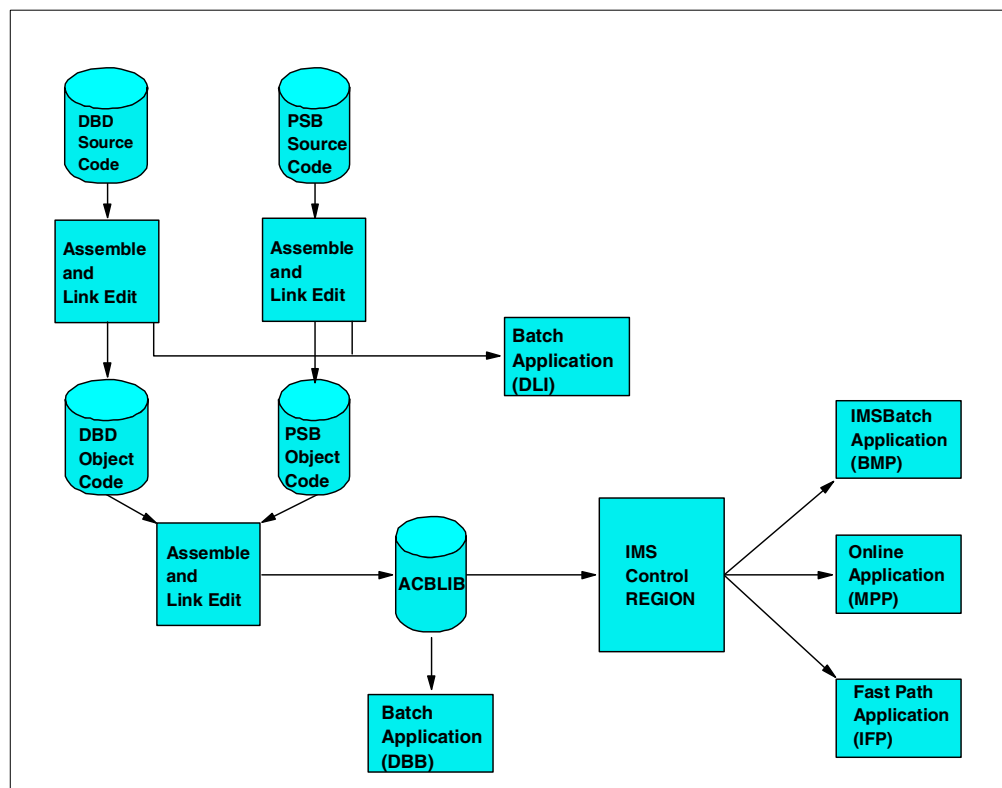 DBD
Source
Code
PSB
Source
Code
Assemble
and
Link Edit
Assemble
and
Link Edit
Batch
Application
(DLI)
DBD
Object
Code
PSB
Object
Code
IMSBatch
Application
(BMP)
Assemble
and
Link Edit
ACBLIB
IMS
Control
REGION
Online
Application
(MPP)
Batch
Application
(DBB)
Fast Path
Application
(IFP)